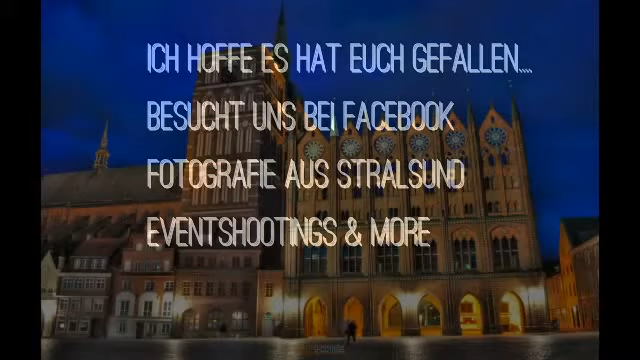 ICH HOFFE ES HAT EUCH GEFALLEN....
BESUCHT UNS BEI FACEBOOK
FOTOGRAFIE AUS STRALSUND
EVENTSHOOTINGS & MORE